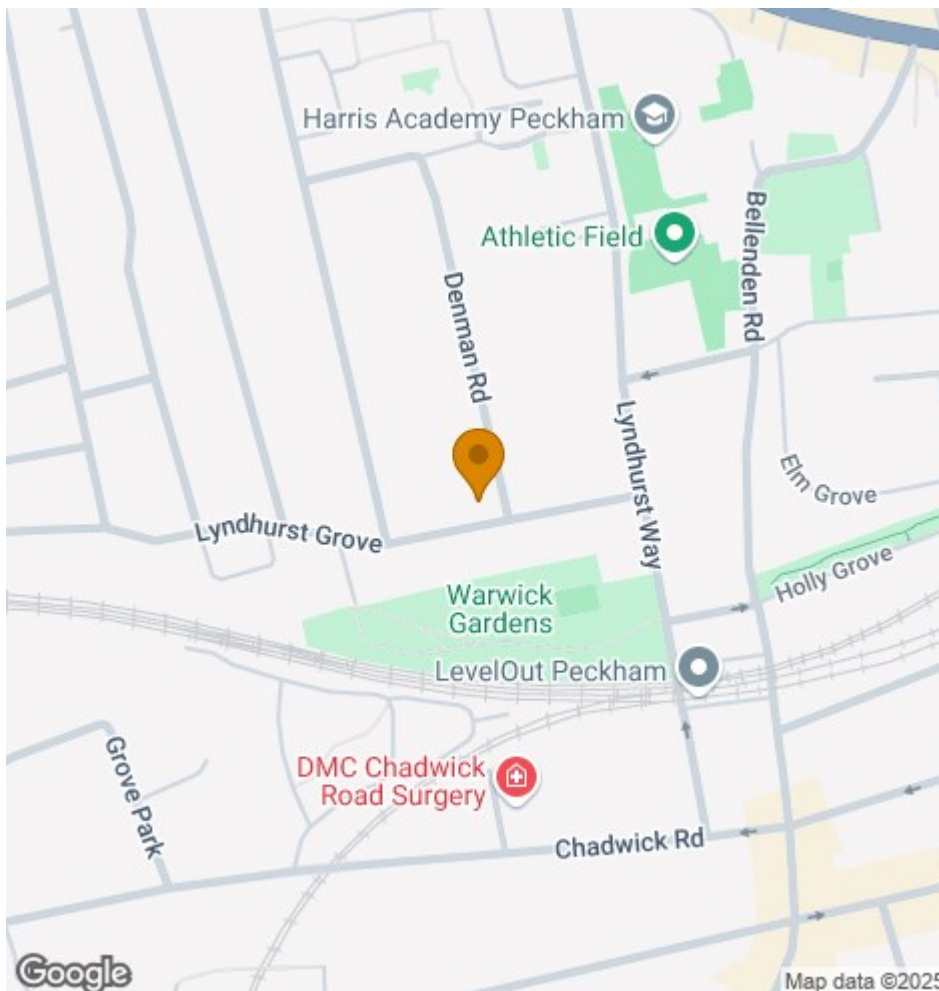 Harris Academy Peckham
Athletic Field
Bellenden Rd
Denman Rd
Lyndhurst Way
Elm Grove
Lyndhurst Grove
Holly Grove
Warwick
Gardens
LevelOut Peckham
Grove Park
DMC Chadwick
Road Surgery
Chadwick Rd
Google
Map data ©2025